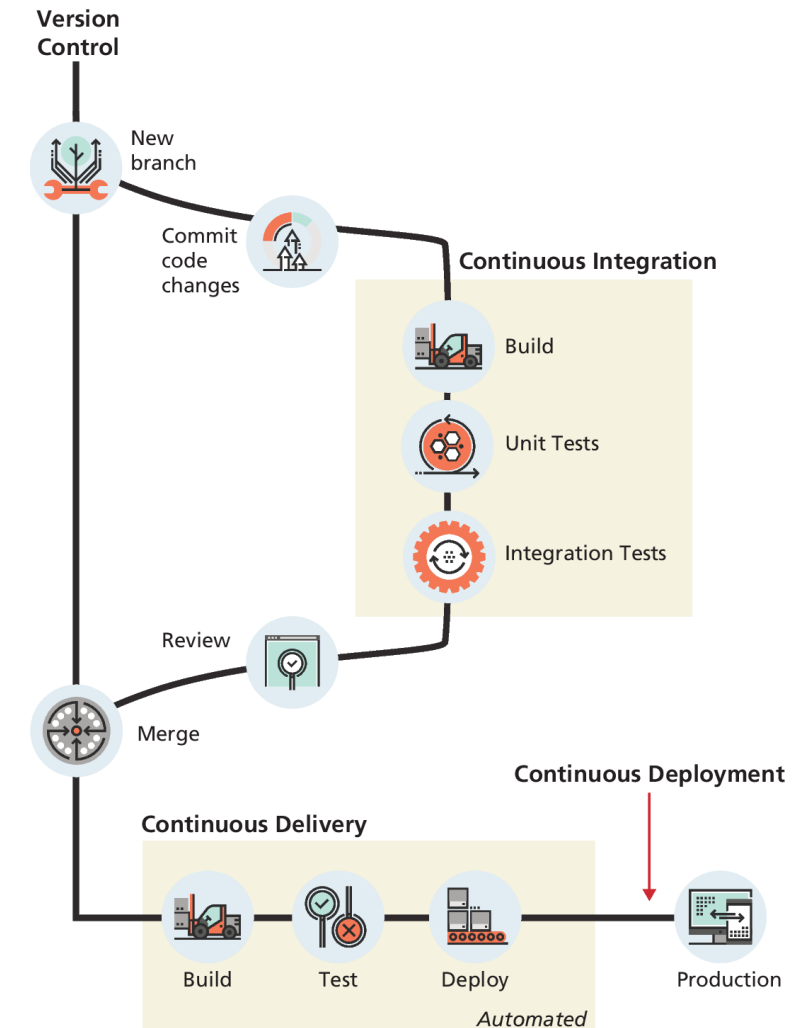 Version
Control
New
branch
Commit
code
changes
Continuous Integration
Build
Unit Tests
Integration Tests
Review
Merge
Continuous Deployment
Continuous Delivery
Build
Test
Deploy
Production
Automated